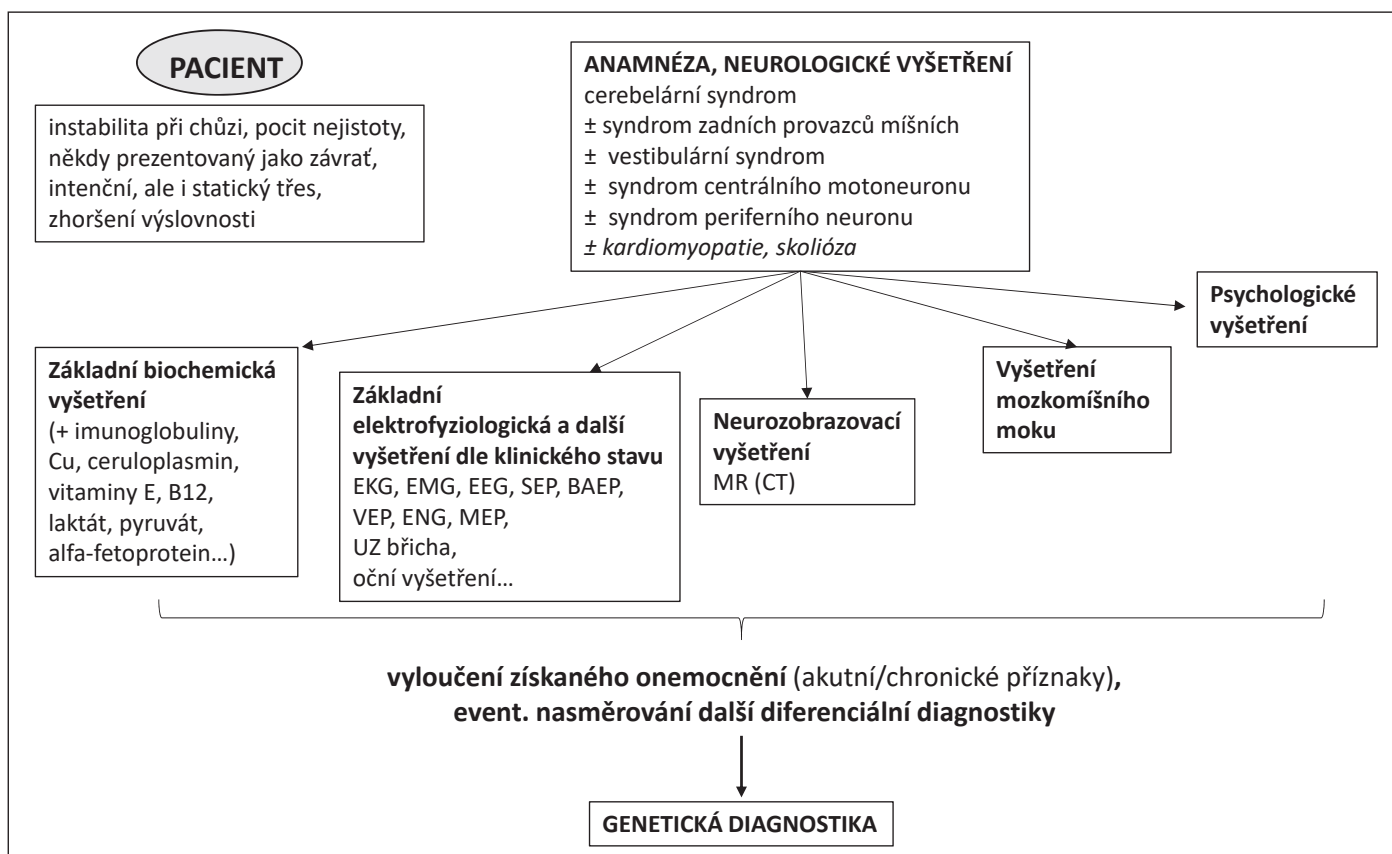 PACIENT
instabilita při chůzi, pocit nejistoty,
někdy prezentovaný jako závrať,
intenční, ale i statický třes,
zhoršení výslovnosti
ANAMNÉZA, NEUROLOGICKÉ VYŠETŘENÍ
cerebelární syndrom
± syndrom zadních provazců míšních
± vestibulární syndrom
± syndrom centrálního motoneuronu
± syndrom periferního neuronu
± kardiomyopatie, skolióza
Základní biochemická
vyšetření
(+ imunoglobuliny,
Cu, ceruloplasmin,
vitaminy E, B12,
laktát, pyruvát,
alfa-fetoprotein...)
Základní
elektrofyziologická a další
vyšetření dle klinického stavu
EKG, EMG, EEG, SEP, BAEP,
VEP, ENG, MEP,
UZ břicha,
oční vyšetření...
Neurozobrazovací
vyšetření
MR (CT)
Vyšetření
mozkomíšního
moku
Psychologické
vyšetření
vyloučení získaného onemocnění (akutní/chronické příznaky),
event. nasměrování další diferenciální diagnostiky
GENETICKÁ DIAGNOSTIKA